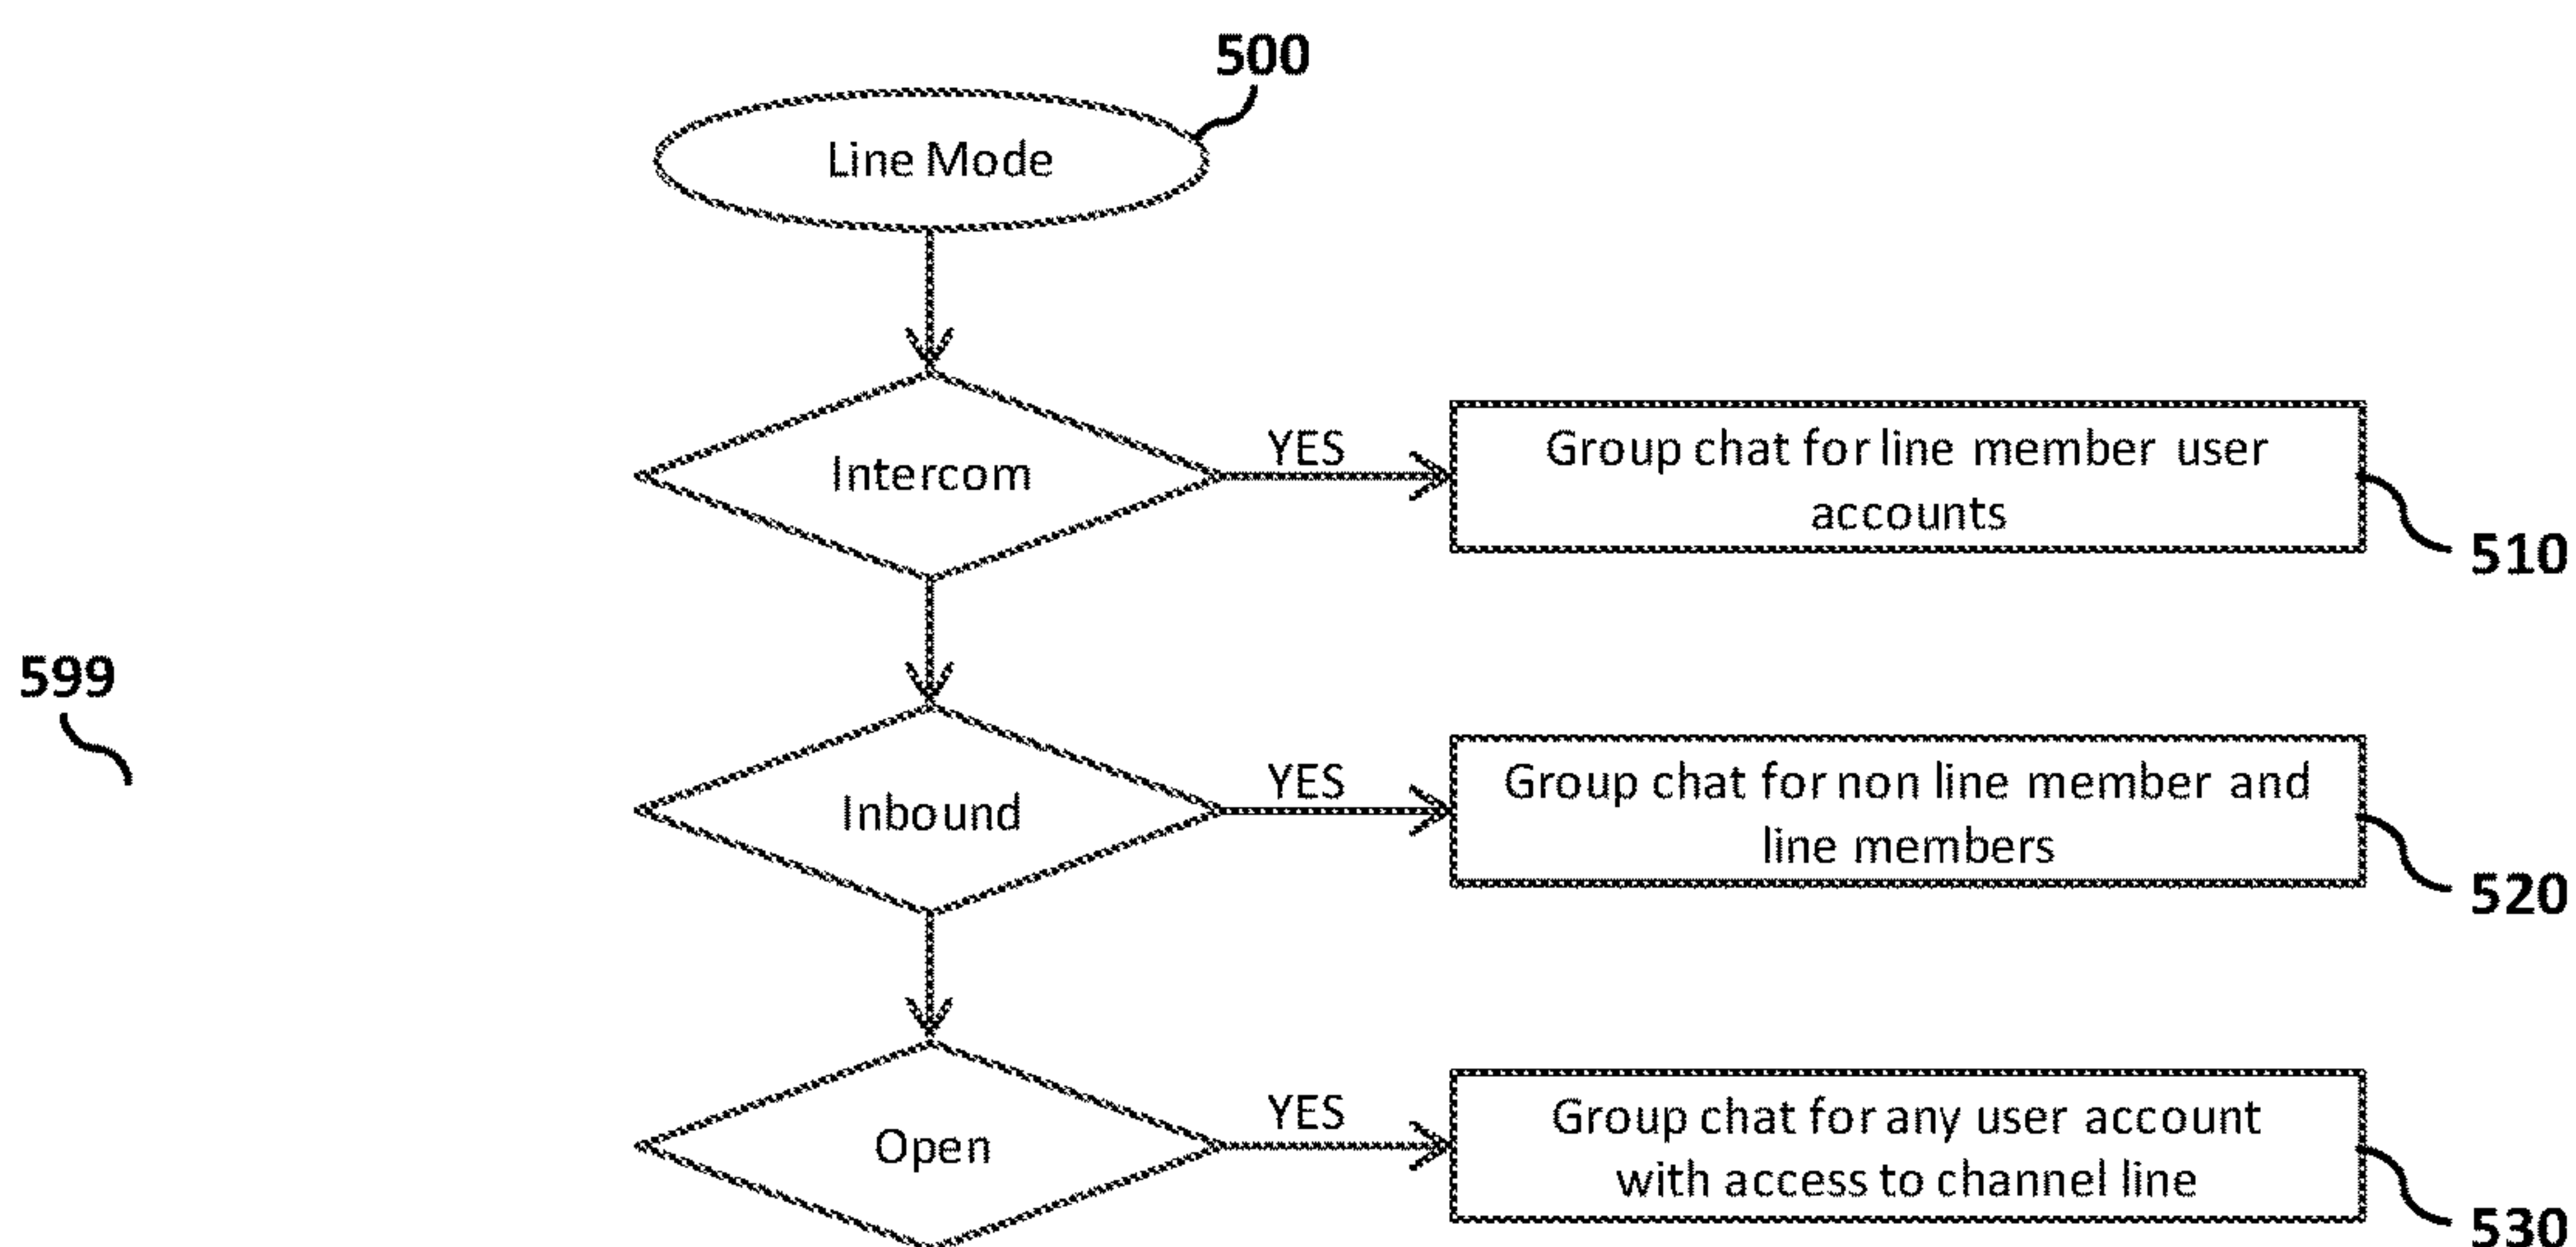 500
Line Mode
YES
Intercom
Group chat for line member user
accounts
510
599
YES
Inbound
Group chat for non line member and
line members
520
YES
Open
Group chat for any user account
with access to channel line
530